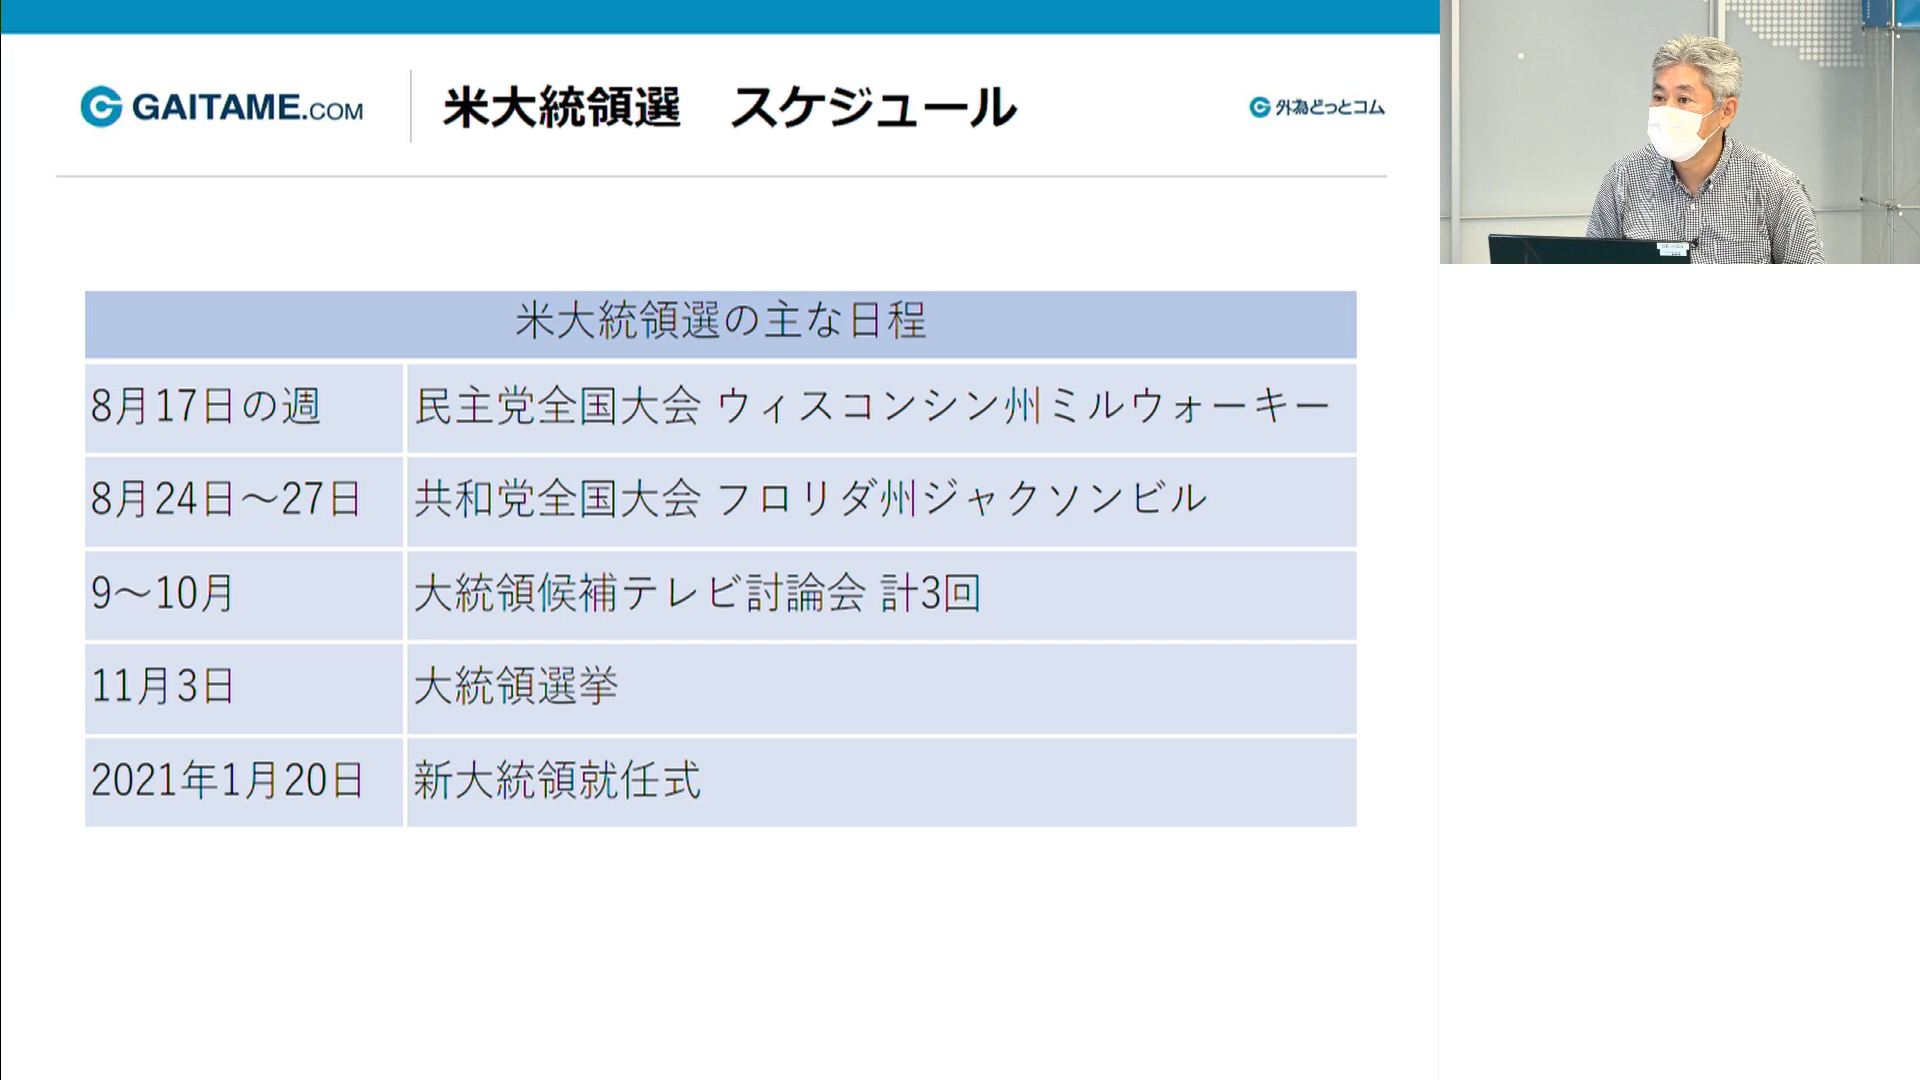 GAITAME.COM
米大統領選 スケジュール
外為どっとコム
米大統領選の主な日程
8月17日の週 民主党全国大会 ウィスコンシン州ミルウォーキー
8月24日～27日 共和党全国大会 フロリダ州ジャクソンビル
9～10月 大統領候補テレビ討論会 計3回
11月3日 大統領選挙
2021年1月20日 新大統領就任式